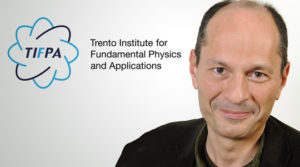 TIFPA
Trento Institute for
Fundamental Physics
and Applications